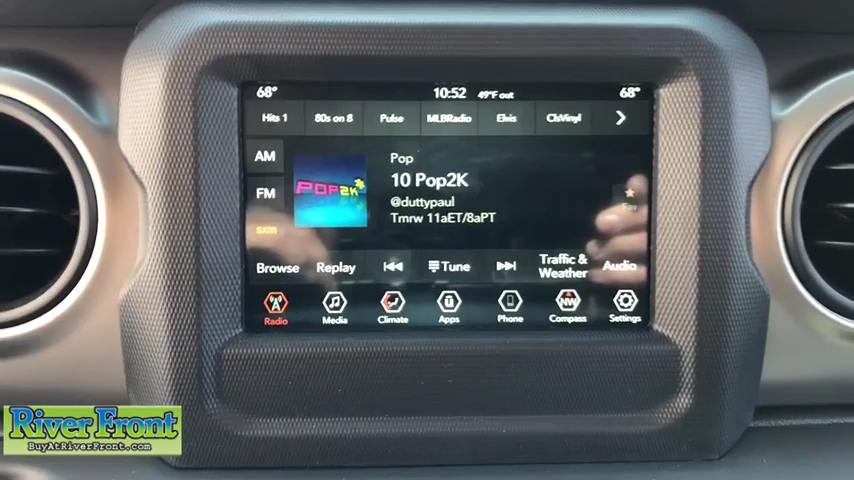 68° 10:52 49°F out 68°
Hits 1 80s on 8 Pulse MLBRadio Elvis ClsVinyl
AM
FM
sxm
POP2K
Pop
10 Pop2K
@duttypaul
Tmrw 11aET/8aPT
Browse Replay Tune Traffic & Weather Audio
Radio Media Climate Apps Phone NW Compass Settings
River Front
BuyAtRiverFront.com